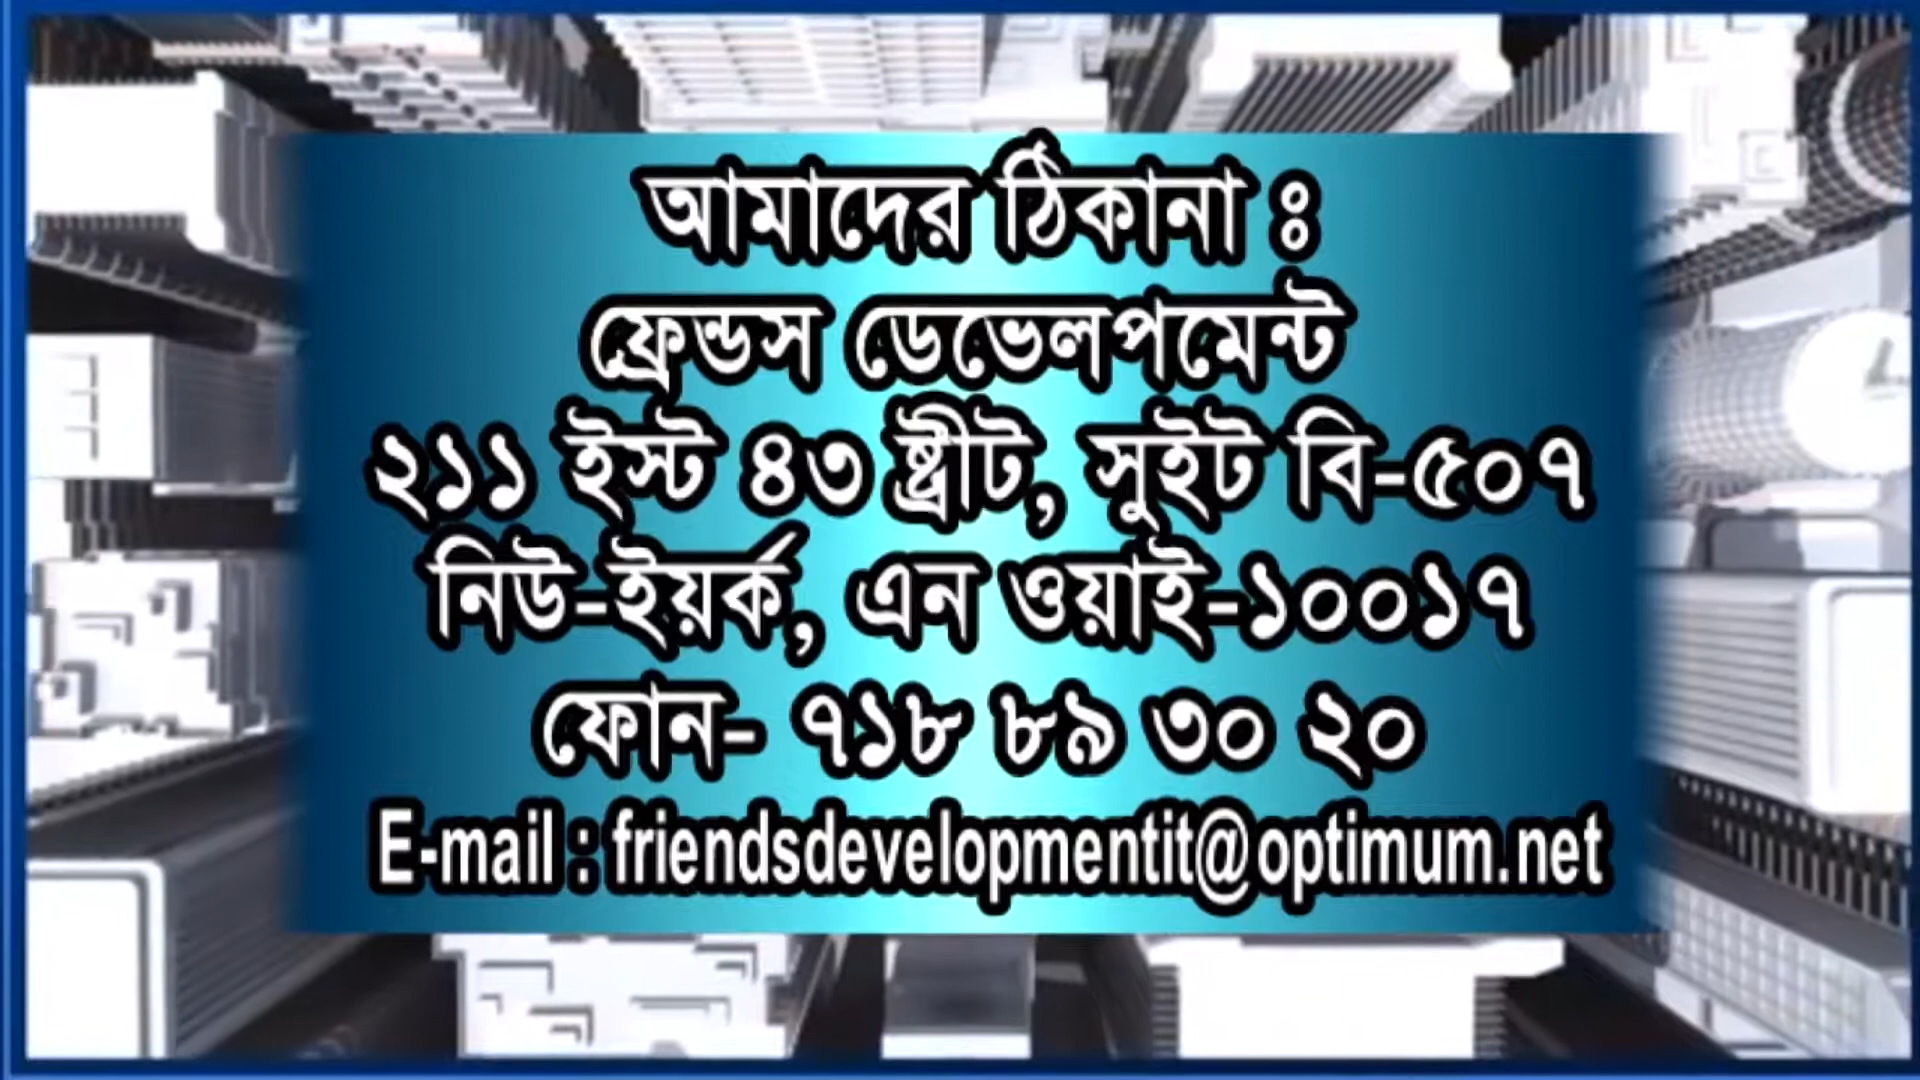 আমাদের ঠিকানা ঃ
ফ্রেন্ডস ডেভেলপমেন্ট
২১১ ইস্ট ৪৩ ষ্ট্রীট, সুইট বি-৫০৭
নিউ-ইয়র্ক, এন ওয়াই-১০০১৭
ফোন- ৭১৮ ৮৯ ৩০ ২০
E-mail : friendsdevelopmentit@optimum.net